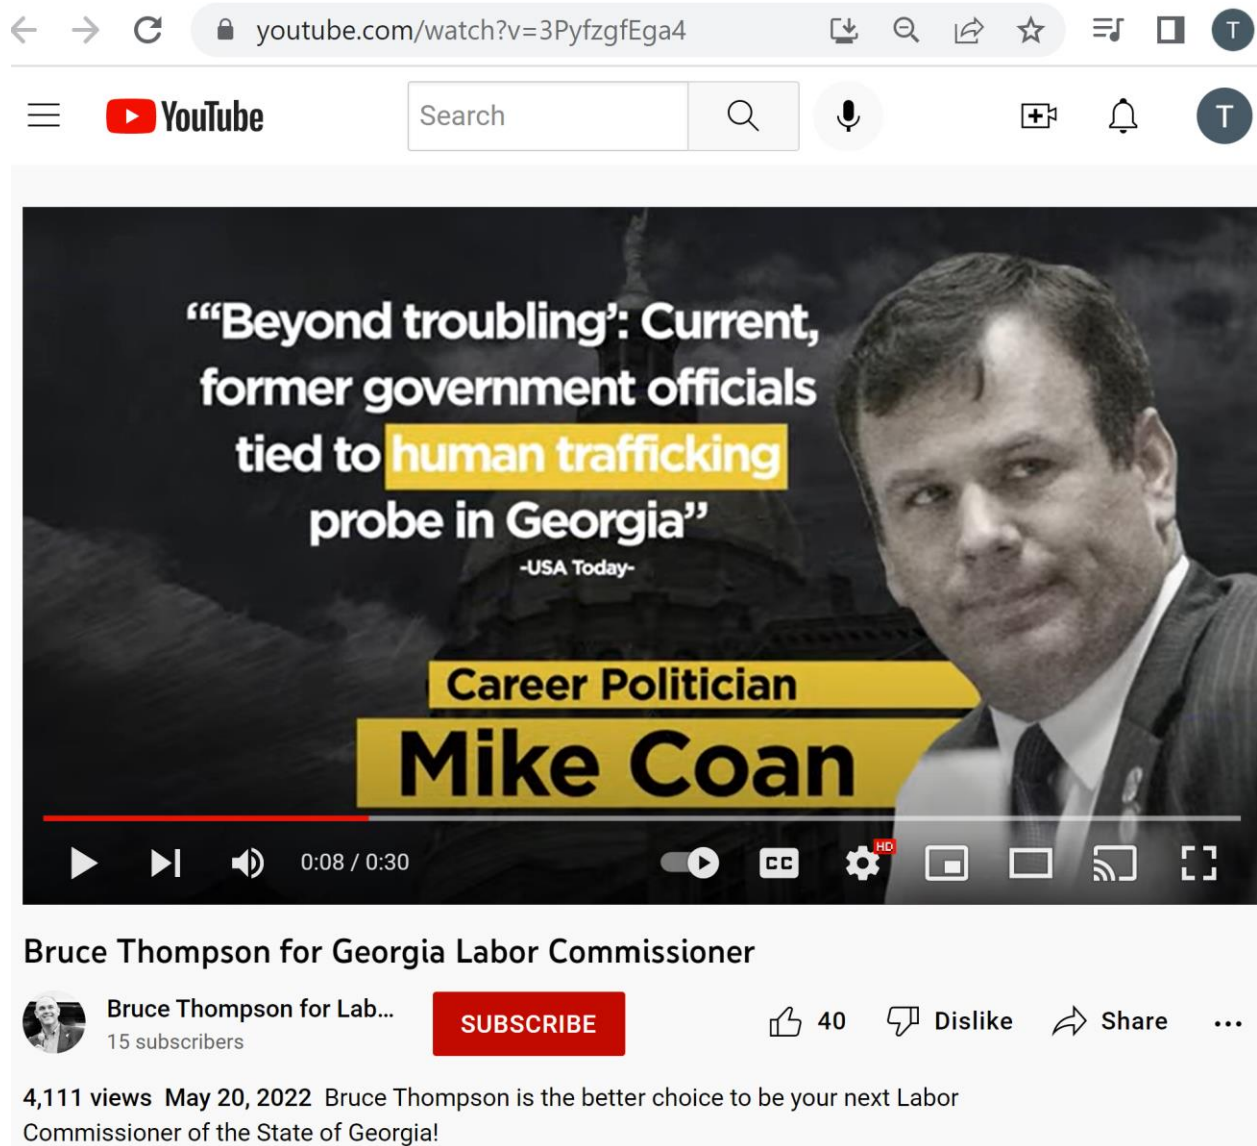 youtube.com/watch?v=3PyfzgfEga4
T
YouTube
Search
T
“‘Beyond troubling’: Current,
former government officials
tied to human trafficking
probe in Georgia”
-USA Today-
Career Politician
Mike Coan
0:08 / 0:30
CC
HD
Bruce Thompson for Georgia Labor Commissioner
Bruce Thompson for Lab...
15 subscribers
SUBSCRIBE
40
Dislike
Share
4,111 views May 20, 2022 Bruce Thompson is the better choice to be your next Labor
Commissioner of the State of Georgia!